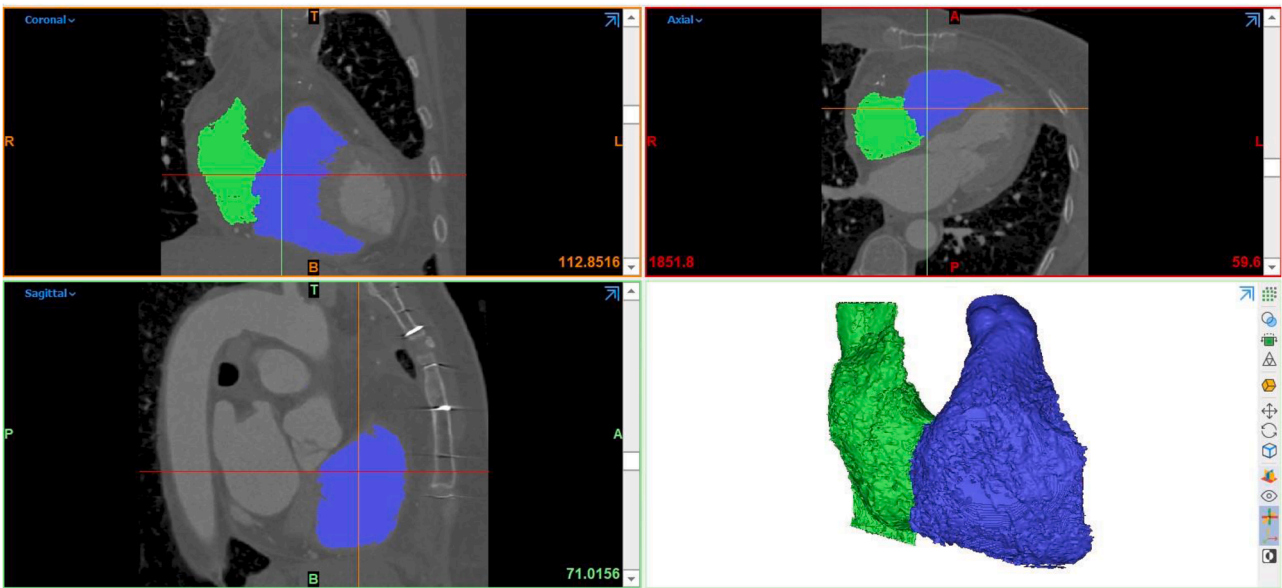 Coronal
T
R
L
B
112.8516
Axial
A
R
L
1851.8
P
59.6
Sagittal
T
P
A
B
71.0156